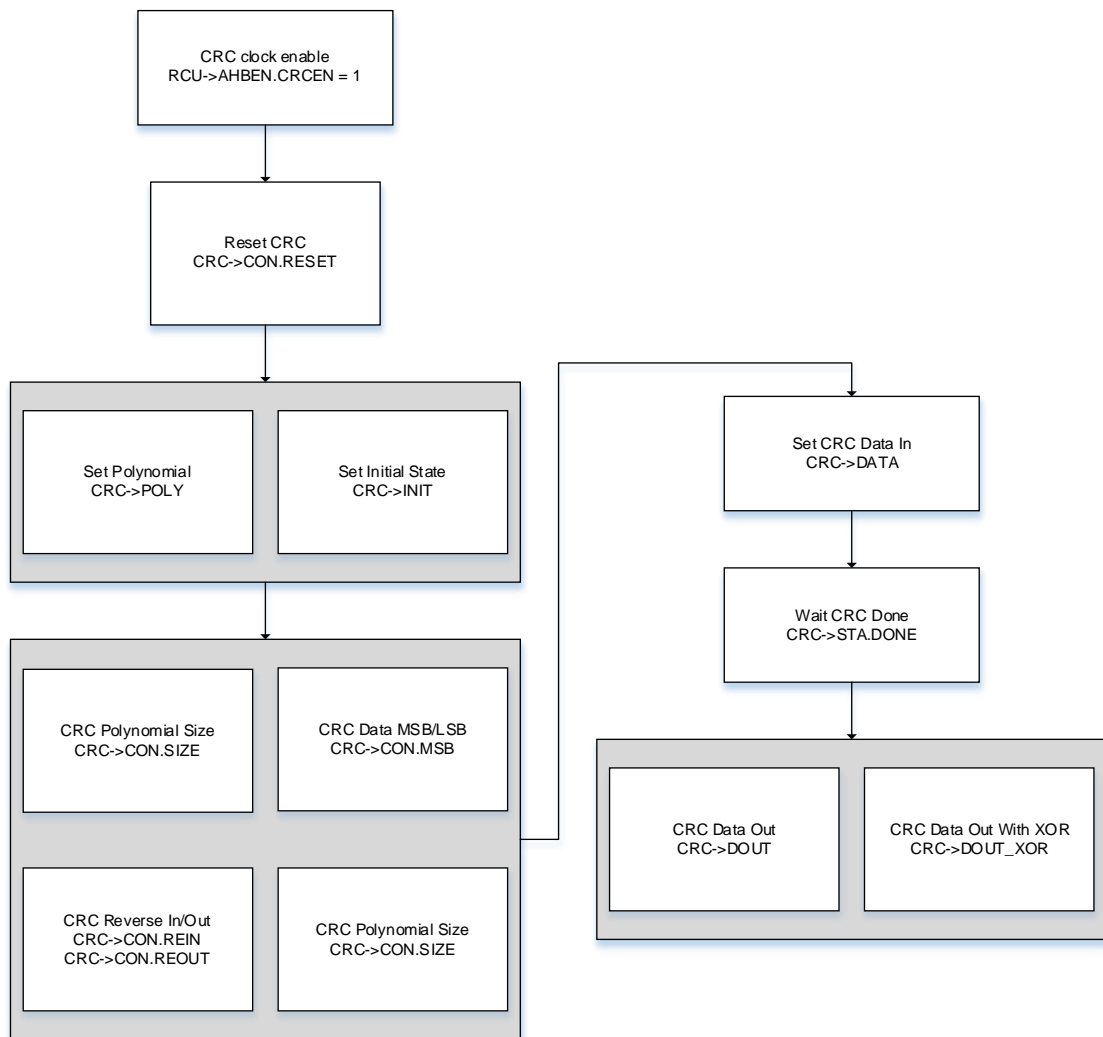 CRC clock enable
RCU->AHBEN.CRCEN = 1
Reset CRC
CRC->CON.RESET
Set Polynomial
CRC->POLY
Set Initial State
CRC->INIT
CRC Polynomial Size
CRC->CON.SIZE
CRC Data MSB/LSB
CRC->CON.MSB
CRC Reverse In/Out
CRC->CON.REIN
CRC->CON.REOUT
CRC Polynomial Size
CRC->CON.SIZE
Set CRC Data In
CRC->DATA
Wait CRC Done
CRC->STA.DONE
CRC Data Out
CRC->DOUT
CRC Data Out With XOR
CRC->DOUT_XOR